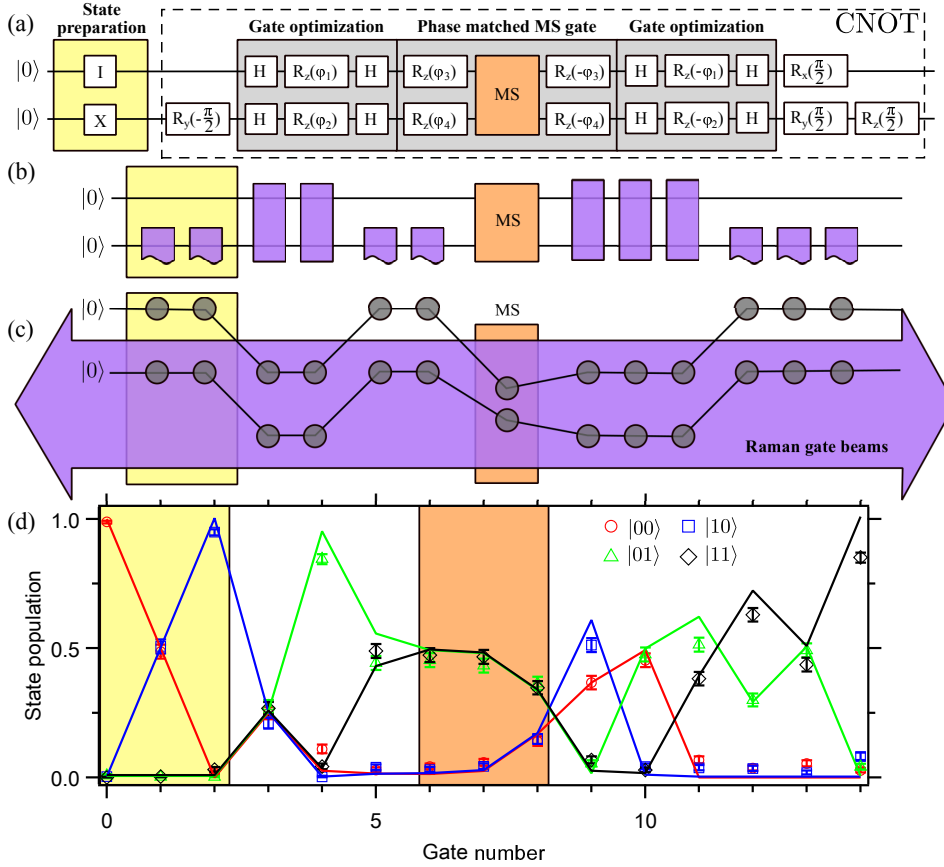 (a)
State
preparation
CNOT
Gate optimization Phase matched MS gate Gate optimization
|0⟩ I H R_z(φ_1) H R_z(φ_3) R_z(-φ_3) H R_z(-φ_1) H R_x(π/2)
MS
|0⟩ X R_y(-π/2) H R_z(φ_2) H R_z(φ_4) R_z(-φ_4) H R_z(-φ_2) H R_y(π/2) R_z(π/2)
(b)
|0⟩
MS
|0⟩
(c)
|0⟩
MS
|0⟩
Raman gate beams
(d)
1.0
0.5
0.0
State population
|00⟩ |10⟩
|01⟩ |11⟩
0 5 10
Gate number